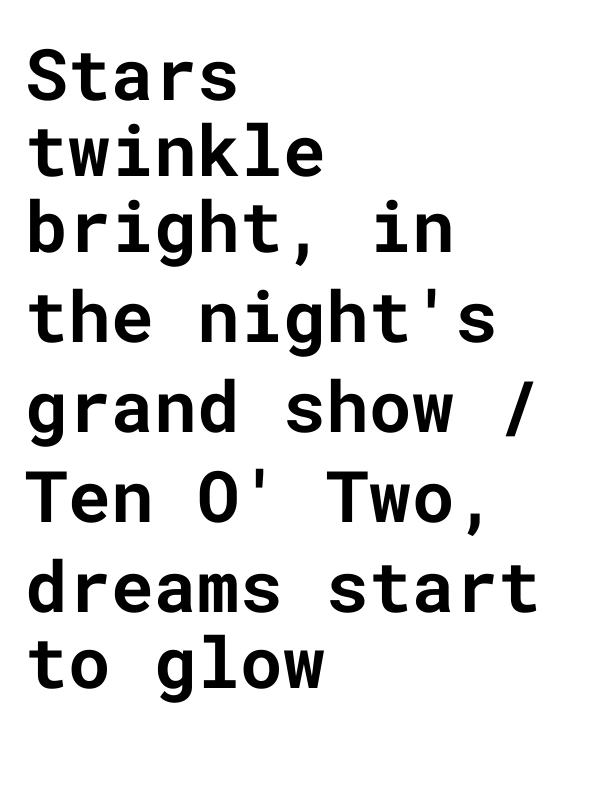 Stars
twinkle
bright, in
the night's
grand show /
Ten O' Two,
dreams start
to glow